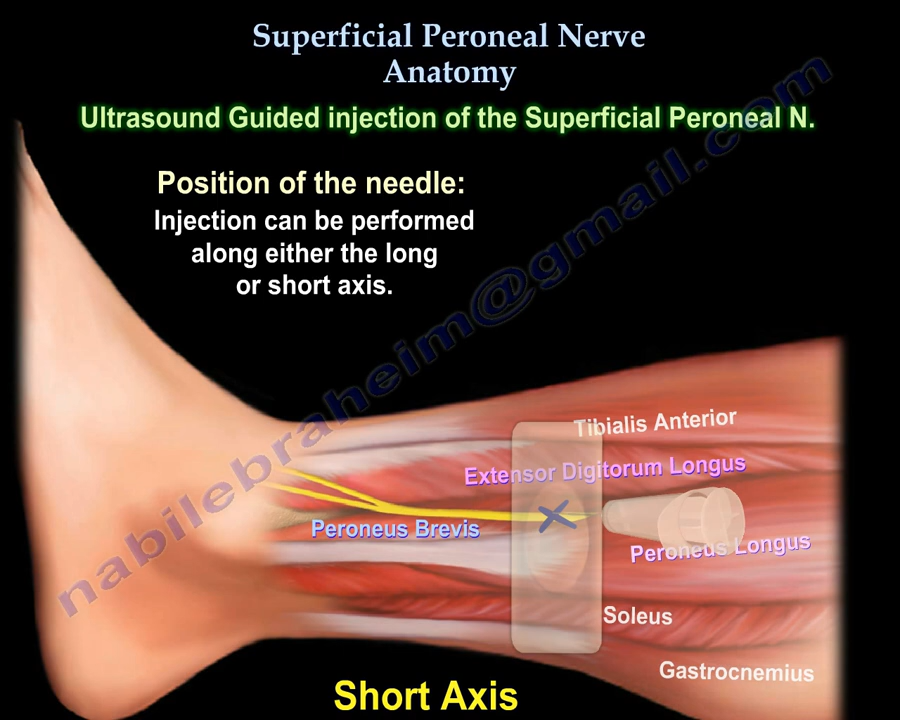 Superficial Peroneal Nerve
Anatomy
Ultrasound Guided injection of the Superficial Peroneal N.
Position of the needle:
Injection can be performed
along either the long
or short axis.
nabilebraheim@gmail.com
Tibialis Anterior
Extensor Digitorum Longus
Peroneus Brevis
Peroneus Longus
Soleus
Gastrocnemius
Short Axis